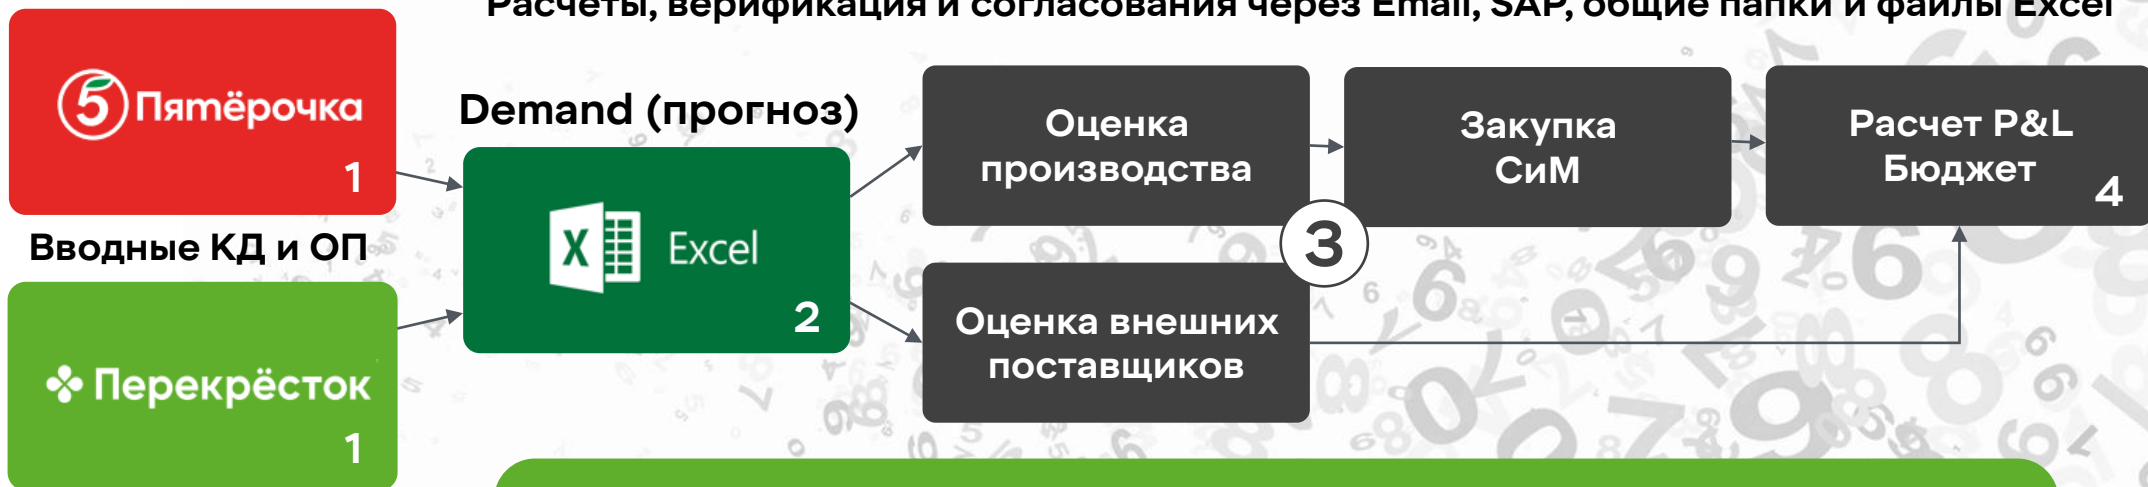 Расчеты, верификация и согласования через Email, SAP, общие папки и файлы Excel
5 Пятёрочка
1
Вводные КД и ОП
Перекрёсток
1
Demand (прогноз)
X Excel
2
Оценка
производства
Закупка
СиМ
Расчет P&L
Бюджет
4
3
Оценка внешних
поставщиков